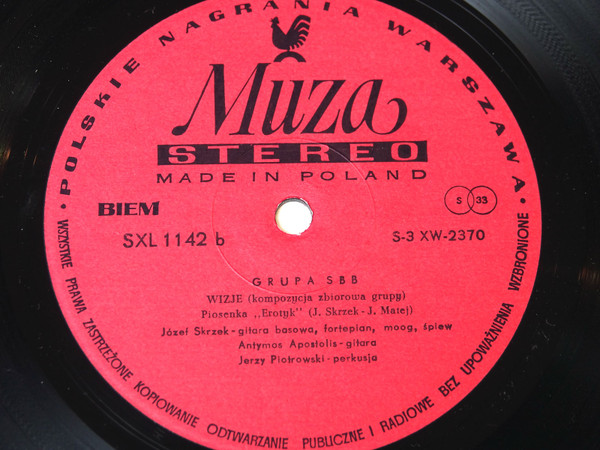 POLSKIE NAGRANIA WARSZAWA
Muza
STEREO
MADE IN POLAND
BIEM
S 33
SXL 1142 b
S-3 XW-2370
GRUPA SBB
WIZJE (kompozycja zbiorowa grupy)
Piosenka ,,Erotyk" (J. Skrzek - J. Matej)
Józef Skrzek - gitara basowa, fortepian, moog, śpiew
Antymos Apostolis - gitara
Jerzy Piotrowski - perkusja
WSZYSTKIE PRAWA ZASTRZEŻONE KOPIOWANIE ODTWARZANIE PUBLICZNE I RADIOWE BEZ UPOWAŻNIENIA WZBRONIONE